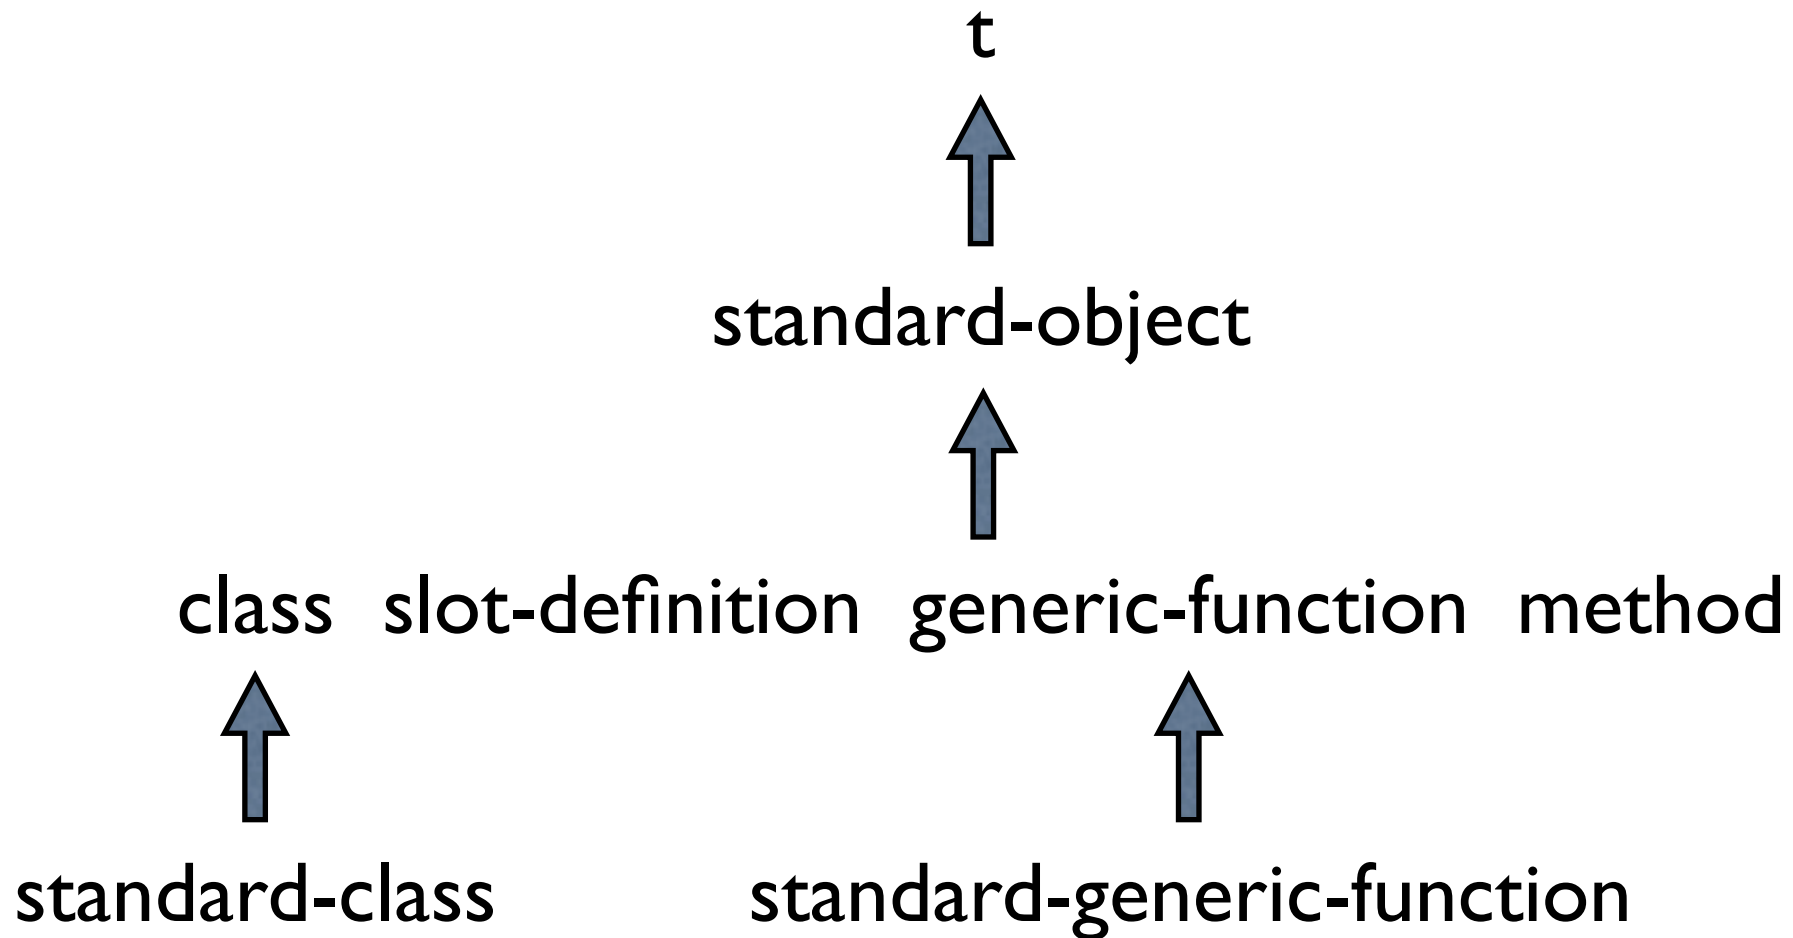 t
standard-object
class slot-definition generic-function method
standard-class standard-generic-function